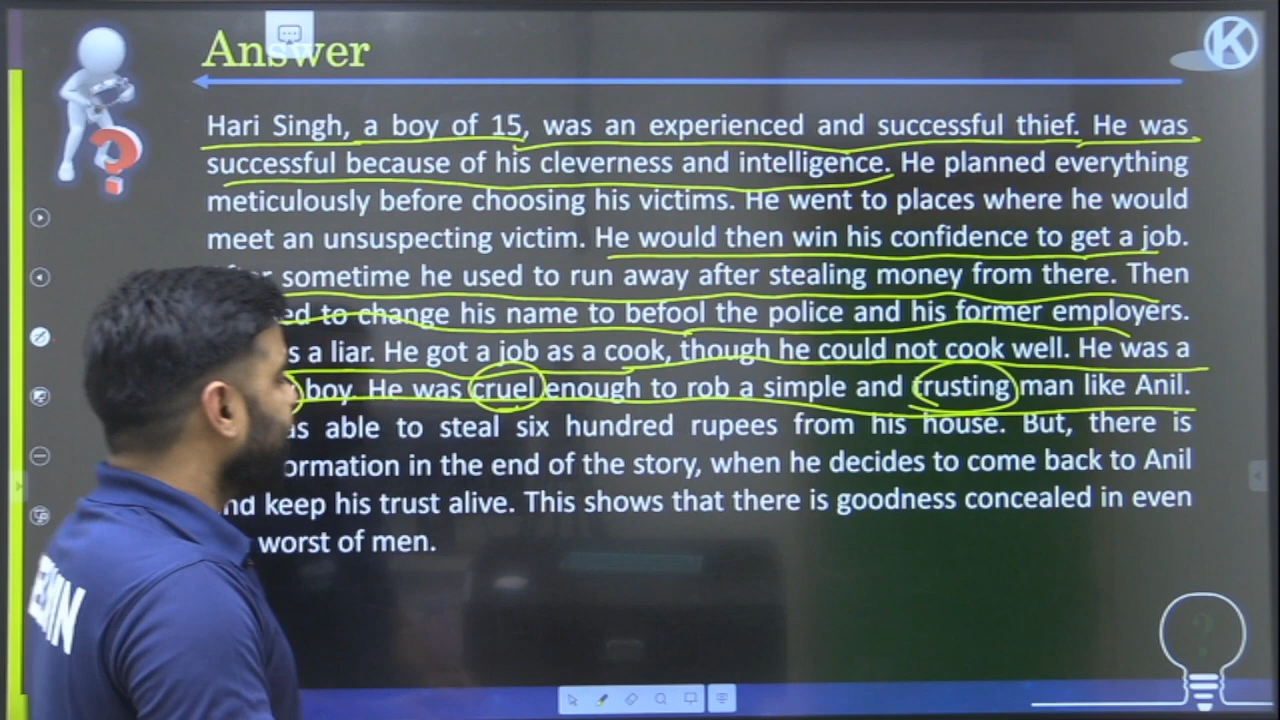 Answer
K
Hari Singh, a boy of 15, was an experienced and successful thief. He was
successful because of his cleverness and intelligence. He planned everything
meticulously before choosing his victims. He went to places where he would
meet an unsuspecting victim. He would then win his confidence to get a job.
sometime he used to run away after stealing money from there. Then
to change his name to befool the police and his former employers.
a liar. He got a job as a cook, though he could not cook well. He was a
boy. He was cruel enough to rob a simple and trusting man like Anil.
able to steal six hundred rupees from his house. But, there is
in the end of the story, when he decides to come back to Anil
keep his trust alive. This shows that there is goodness concealed in even
worst of men.
?